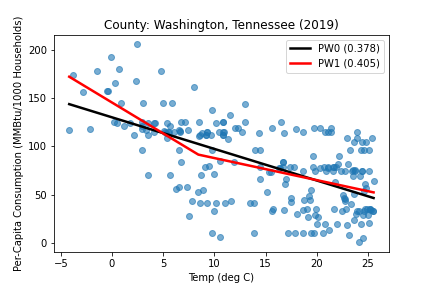 County: Washington, Tennessee (2019)
PW0 (0.378)
PW1 (0.405)
Per-Capita Consumption (MMBtu/1000 Households)
200
150
100
50
0
−5 0 5 10 15 20 25
Temp (deg C)